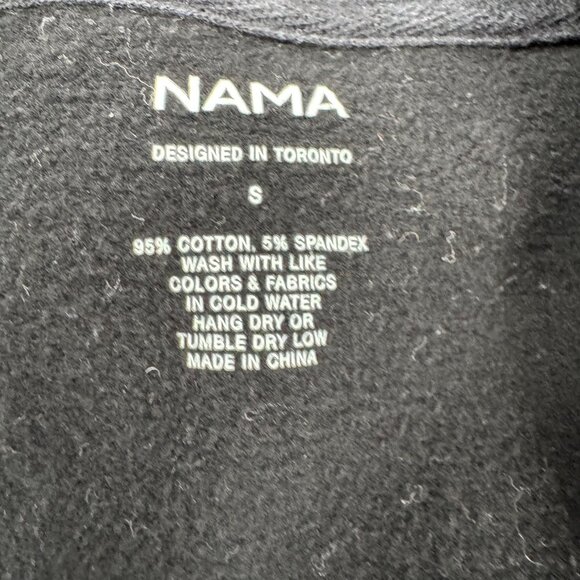 NAMA
DESIGNED IN TORONTO
S
95% COTTON, 5% SPANDEX
WASH WITH LIKE
COLORS & FABRICS
IN COLD WATER
HANG DRY OR
TUMBLE DRY LOW
MADE IN CHINA